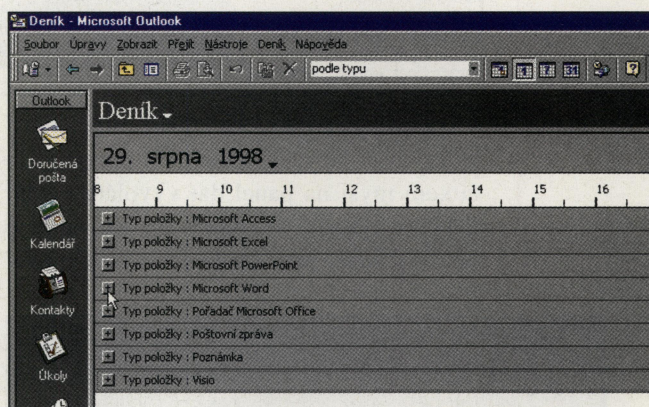 Deník - Microsoft Outlook
Soubor Úpravy Zobrazit Přejít Nástroje Deník Nápověda
podle typu
Outlook
Deník
Doručená pošta
29. srpna 1998
8 9 10 11 12 13 14 15 16
Typ položky : Microsoft Access
Typ položky : Microsoft Excel
Kalendář
Typ položky : Microsoft PowerPoint
Typ položky : Microsoft Word
Kontakty
Typ položky : Pořadač Microsoft Office
Typ položky : Poštovní zpráva
Typ položky : Poznámka
Úkoly
Typ položky : Visio